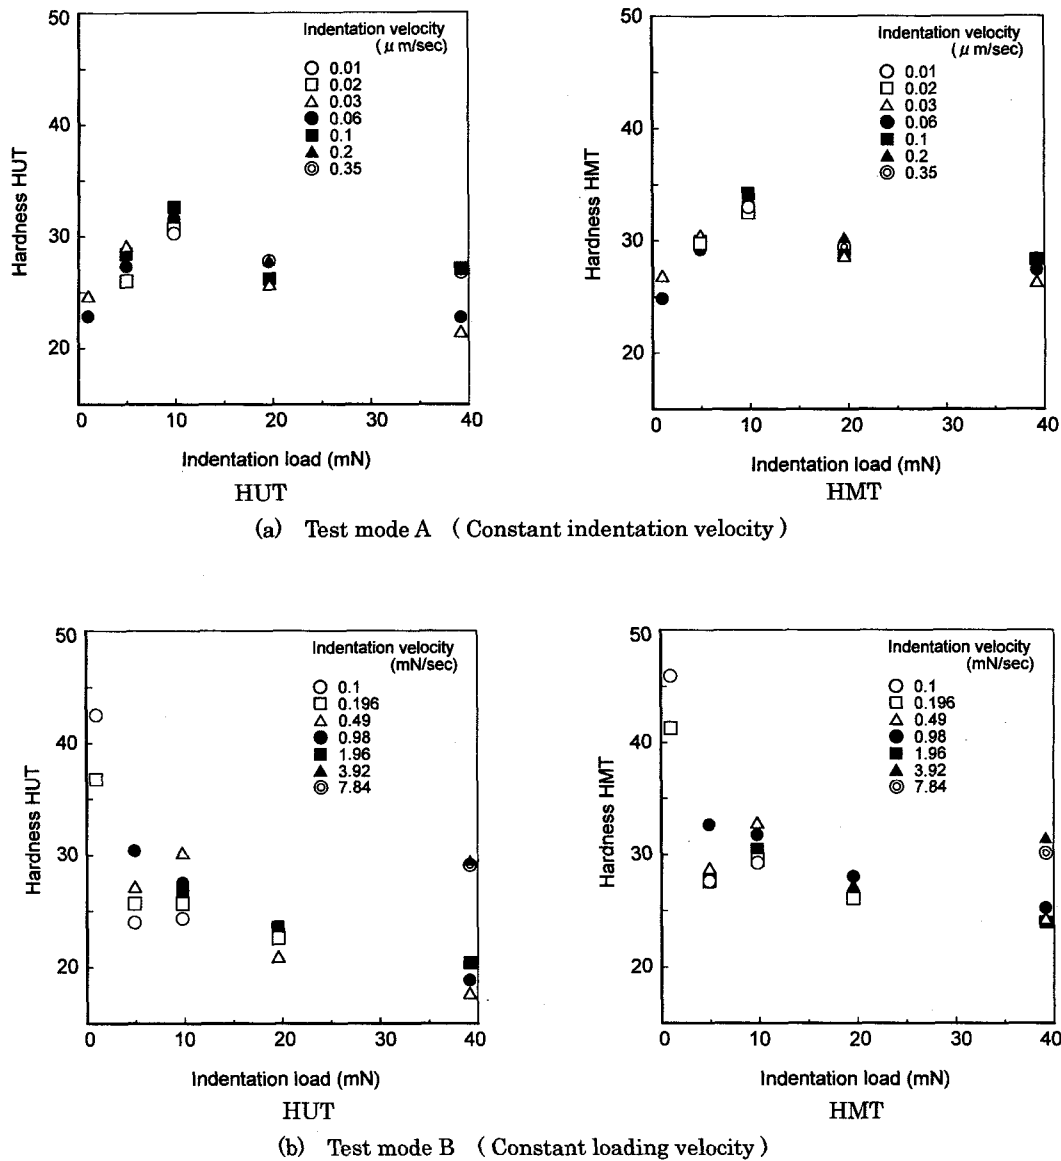 50
40
30
20
Hardness HUT
Indentation velocity
( μ m/sec)
0.01
0.02
0.03
0.06
0.1
0.2
0.35
0 10 20 30 40
Indentation load (mN)
HUT
50
40
30
20
Hardness HMT
Indentation velocity
( μ m/sec)
0.01
0.02
0.03
0.06
0.1
0.2
0.35
0 10 20 30 40
Indentation load (mN)
HMT
(a) Test mode A ( Constant indentation velocity )
50
40
30
20
Hardness HUT
Indentation velocity
(mN/sec)
0.1
0.196
0.49
0.98
1.96
3.92
7.84
0 10 20 30 40
Indentation load (mN)
HUT
50
40
30
20
Hardness HMT
Indentation velocity
(mN/sec)
0.1
0.196
0.49
0.98
1.96
3.92
7.84
0 10 20 30 40
Indentation load (mN)
HMT
(b) Test mode B ( Constant loading velocity )